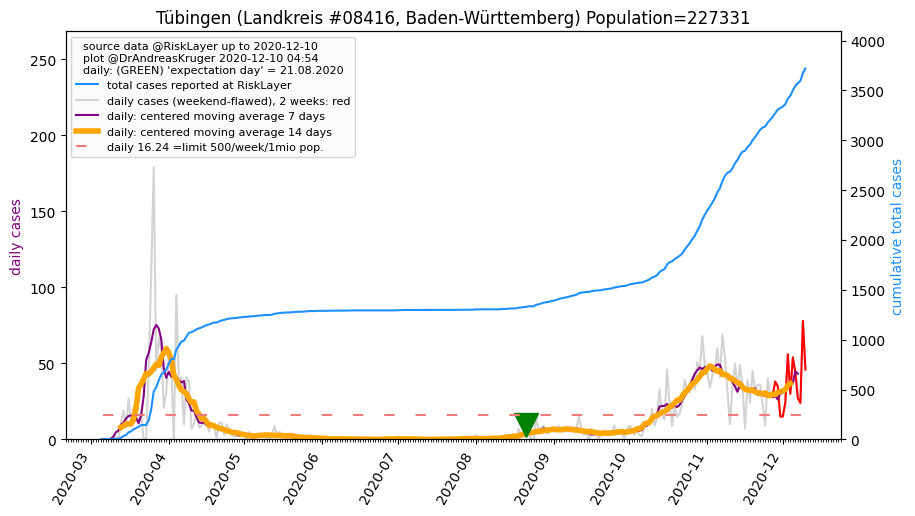 Tübingen (Landkreis #08416, Baden-Württemberg) Population=227331
source data @RiskLayer up to 2020-12-10
plot @DrAndreasKruger 2020-12-10 04:54
daily: (GREEN) 'expectation day' = 21.08.2020
total cases reported at RiskLayer
daily cases (weekend-flawed), 2 weeks: red
daily: centered moving average 7 days
daily: centered moving average 14 days
daily 16.24 =limit 500/week/1mio pop.
daily cases
250
200
150
100
50
0
cumulative total cases
4000
3500
3000
2500
2000
1500
1000
500
0
2020-03
2020-04
2020-05
2020-06
2020-07
2020-08
2020-09
2020-10
2020-11
2020-12